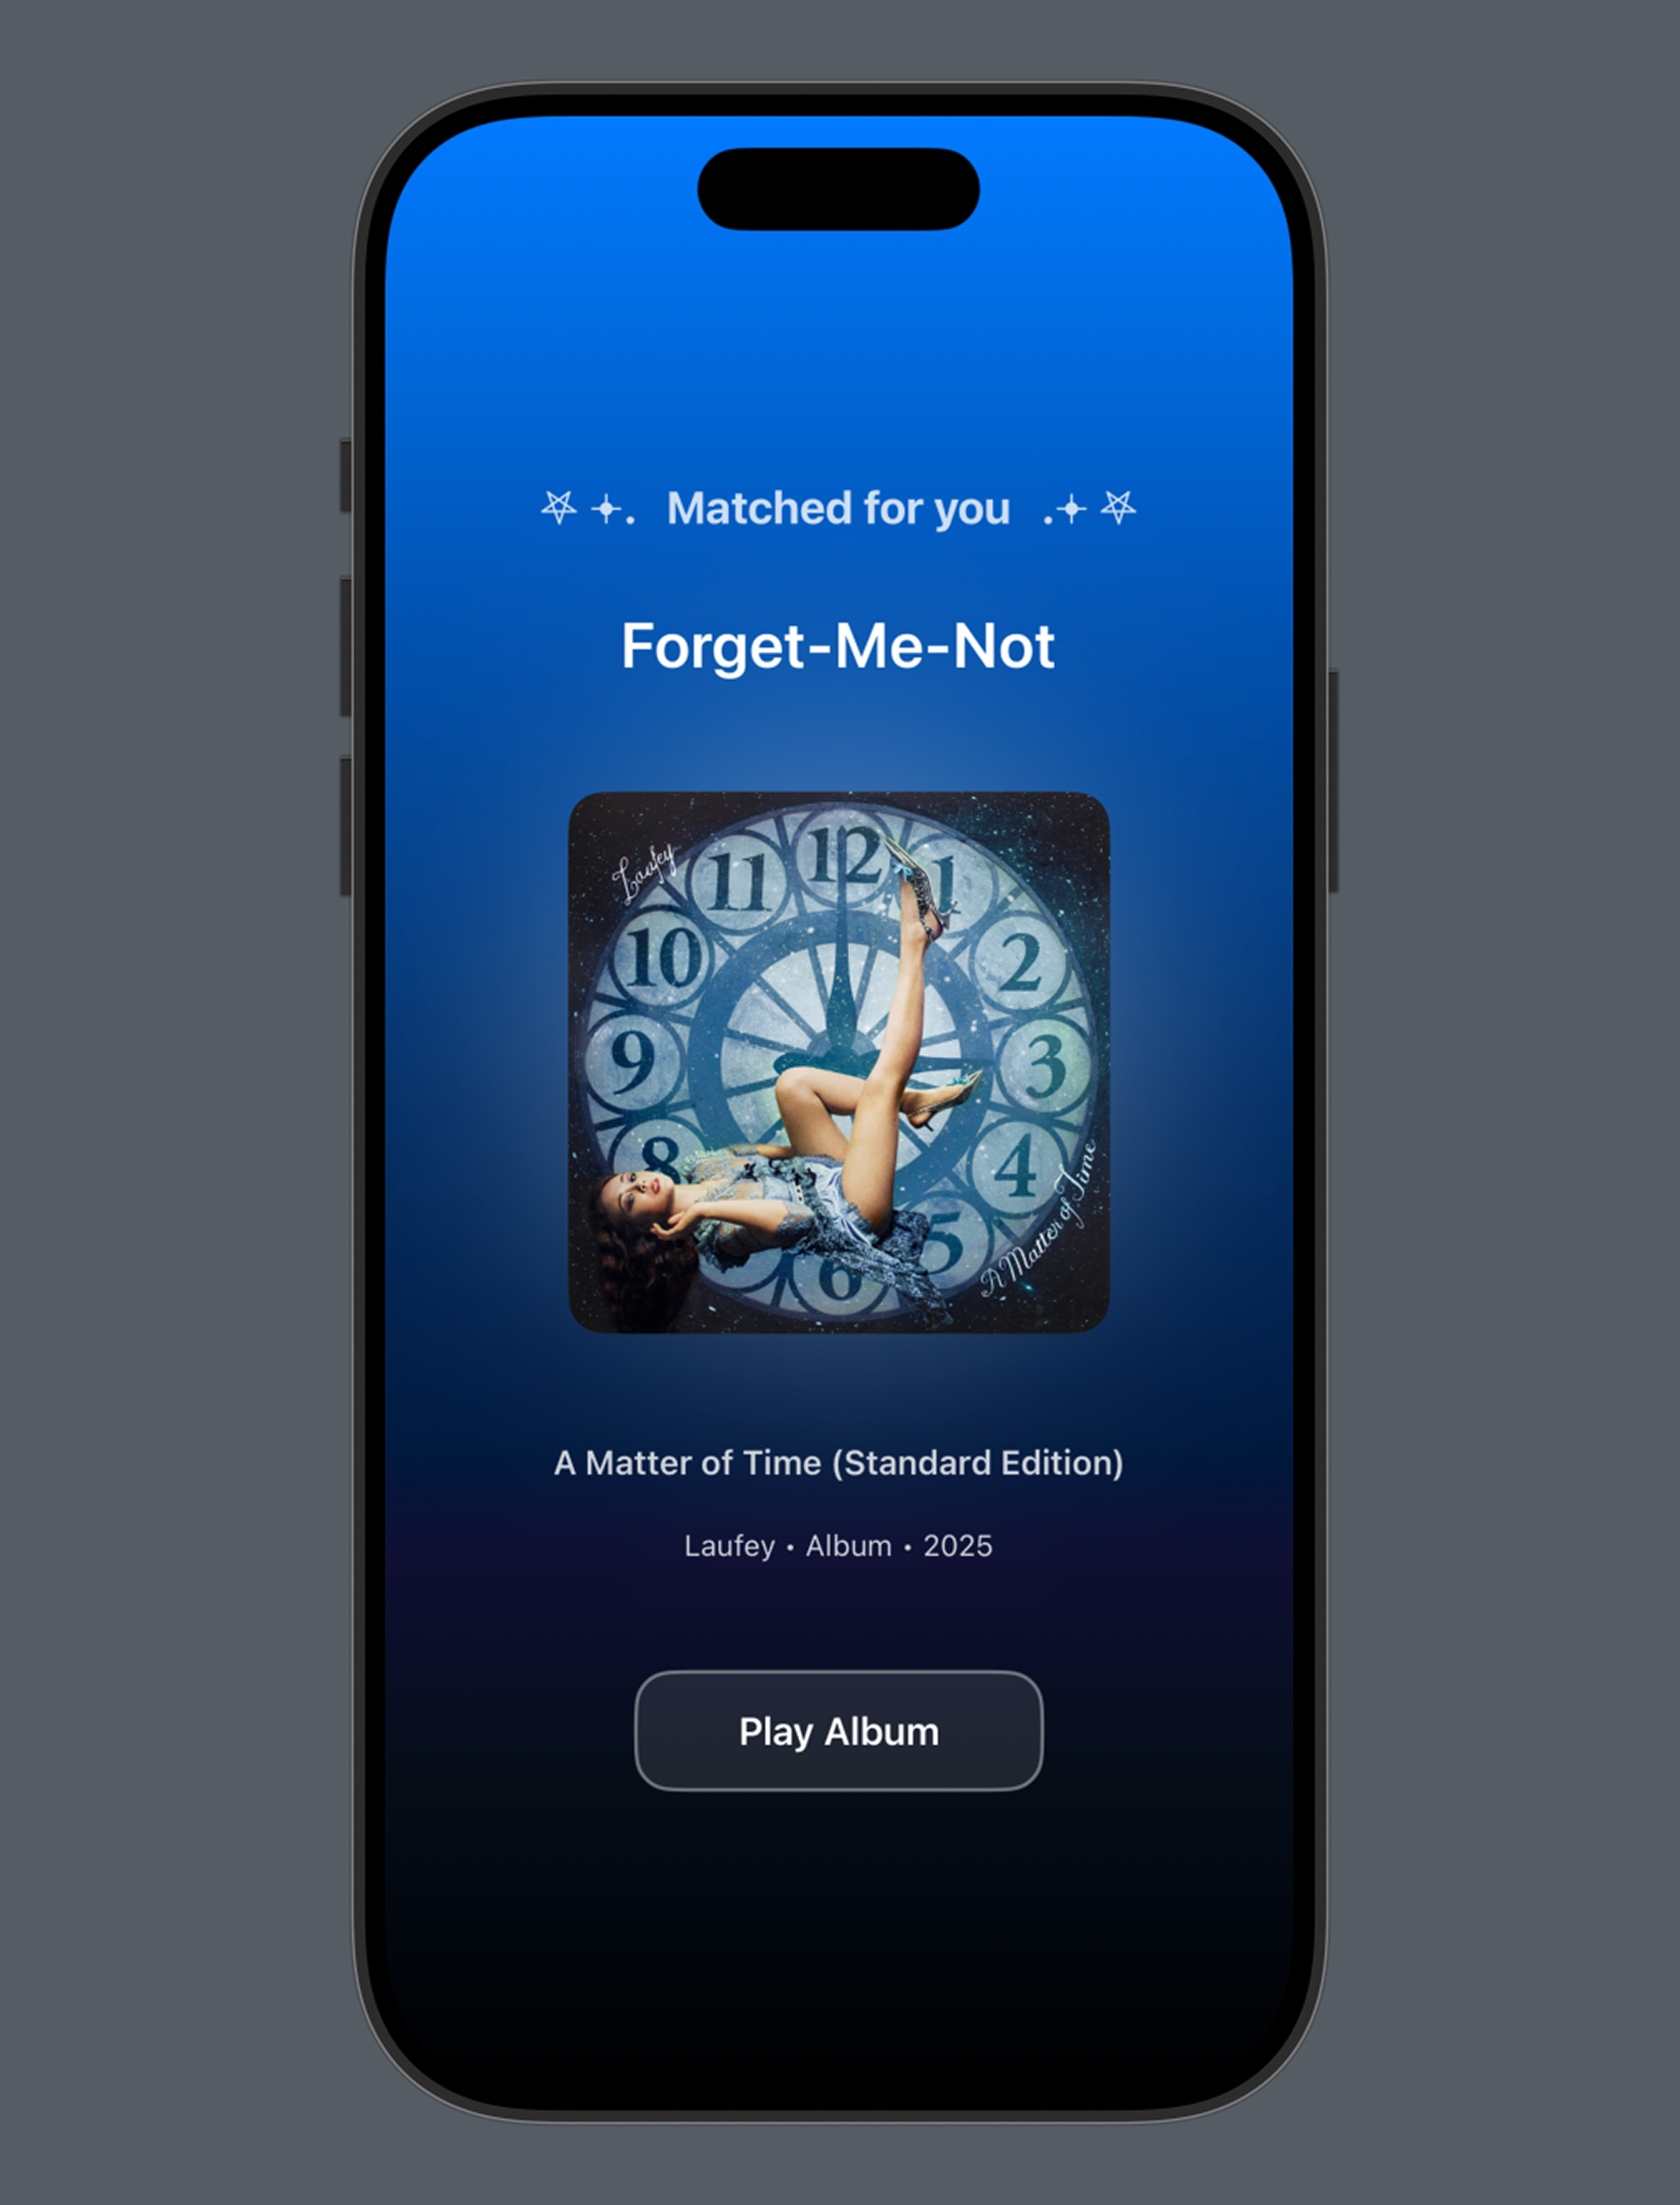 ⛧ ⌖. Matched for you .⌖ ⛧
Forget-Me-Not
Laufey
12
11
1
10
2
9
3
8
4
5
6
A Matter of Time
A Matter of Time (Standard Edition)
Laufey • Album • 2025
Play Album